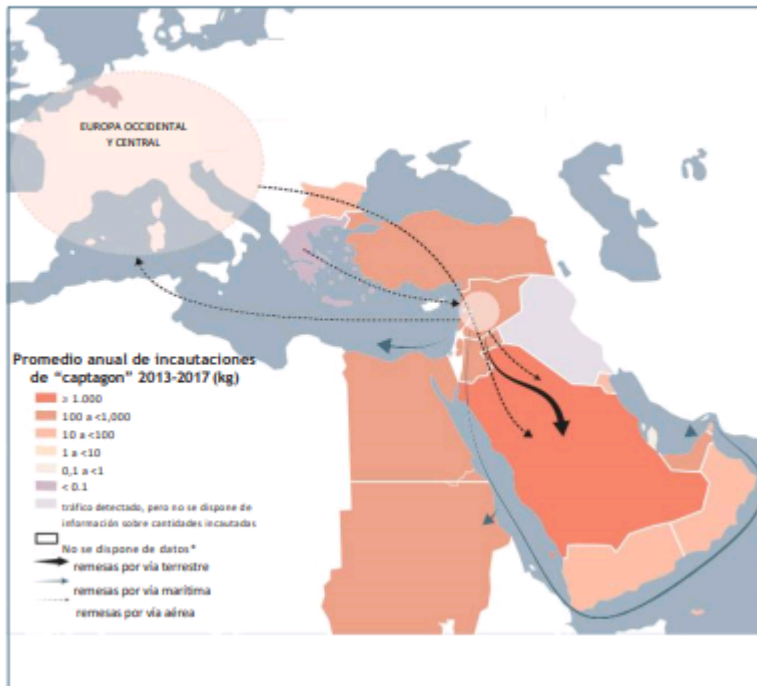 EUROPA OCCIDENTAL
Y CENTRAL
Promedio anual de incautaciones
de “captagon” 2013-2017 (kg)
≥ 1.000
100 a <1,000
10 a <100
1 a <10
0,1 a <1
< 0.1
tráfico detectado, pero no se dispone de
información sobre cantidades incautadas
No se dispone de datos*
remesas por vía terrestre
remesas por vía marítima
remesas por vía aérea